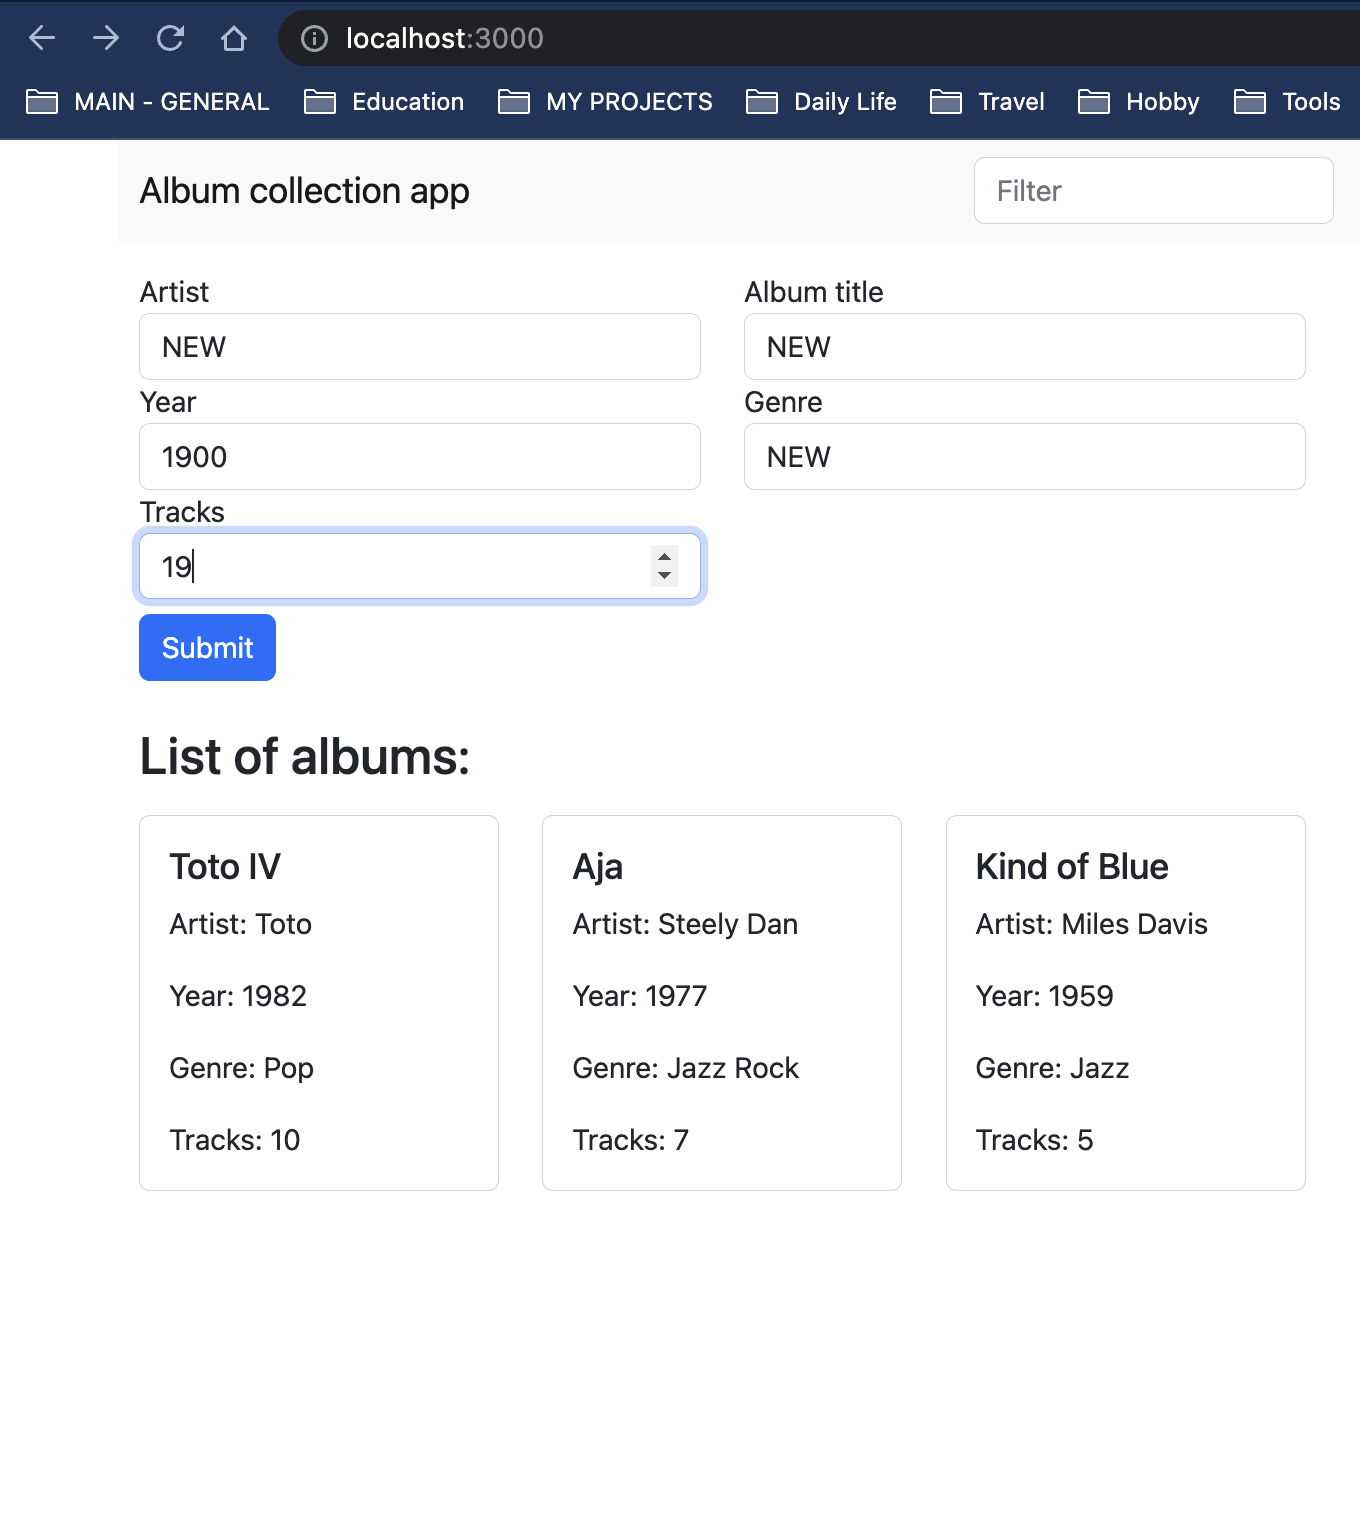 localhost:3000
MAIN - GENERAL Education MY PROJECTS Daily Life Travel Hobby Tools
Album collection app Filter
Artist Album title
NEW NEW
Year Genre
1900 NEW
Tracks
19
Submit
List of albums:
Toto IV
Artist: Toto
Year: 1982
Genre: Pop
Tracks: 10
Aja
Artist: Steely Dan
Year: 1977
Genre: Jazz Rock
Tracks: 7
Kind of Blue
Artist: Miles Davis
Year: 1959
Genre: Jazz
Tracks: 5